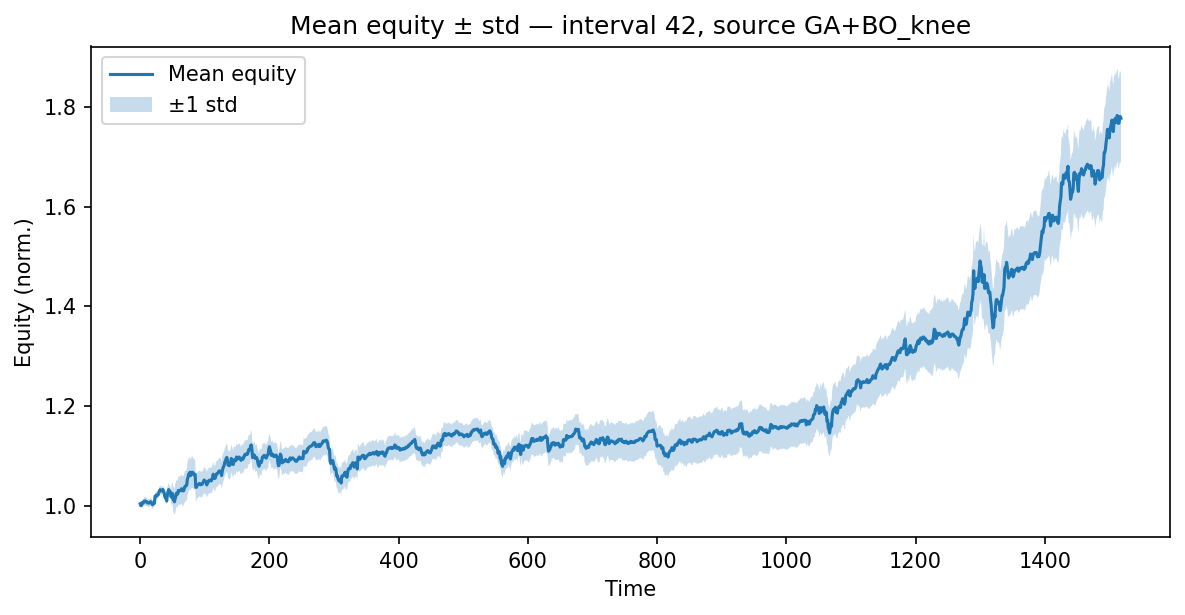 Mean equity ± std — interval 42, source GA+BO_knee
Mean equity
±1 std
Equity (norm.)
1.8
1.6
1.4
1.2
1.0
0 200 400 600 800 1000 1200 1400
Time